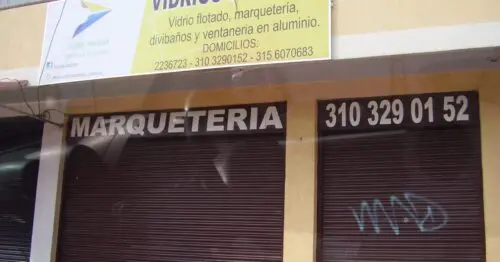 VIDRIOS
Vidrio flotado, marquetería,
divibaños y ventaneria en aluminio.
DOMICILIOS.
2236723 - 310 3290152 - 315 6070683
MARQUETERIA
310 329 01 52
MAD